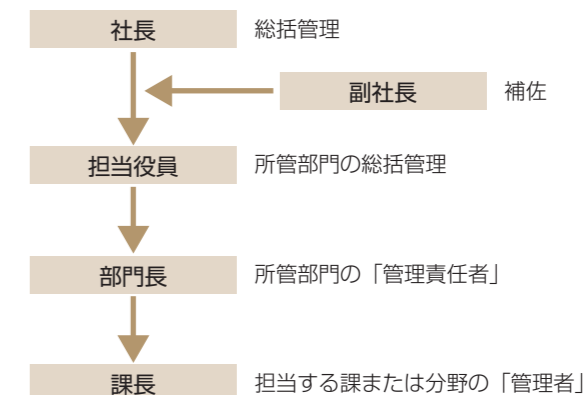 社長 総括管理
副社長 補佐
担当役員 所管部門の総括管理
部門長 所管部門の「管理責任者」
課長 担当する課または分野の「管理者」